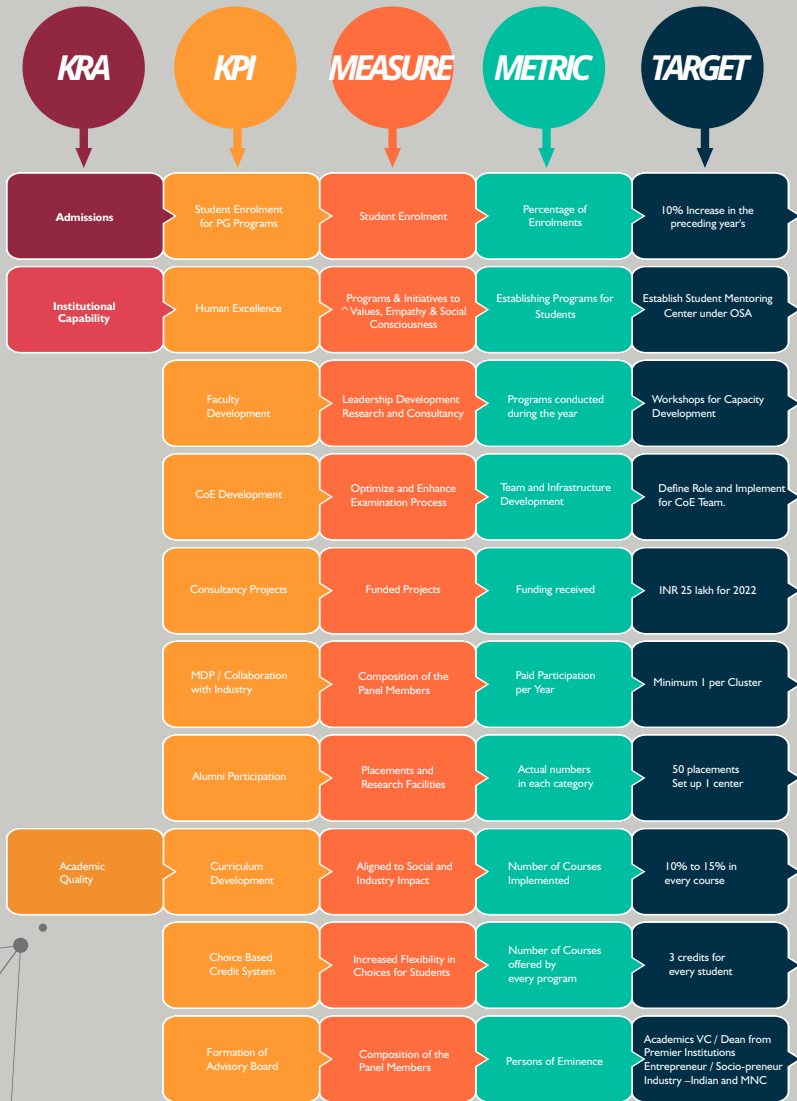 KRA
KPI
MEASURE
METRIC
TARGET
Admissions
Student Enrolment
for PG Programs
Student Enrolment
Percentage of
Enrolments
10% Increase in the
preceding year's
Institutional
Capability
Human Excellence
Programs & Initiatives to
^ Values, Empathy & Social
Consciousness
Establishing Programs for
Students
Establish Student Mentoring
Center under OSA
Faculty
Development
Leadership Development
Research and Consultancy
Programs conducted
during the year
Workshops for Capacity
Development
CoE Development
Optimize and Enhance
Examination Process
Team and Infrastructure
Development
Define Role and Implement
for CoE Team.
Consultancy Projects
Funded Projects
Funding received
INR 25 lakh for 2022
MDP / Collaboration
with Industry
Composition of the
Panel Members
Paid Participation
per Year
Minimum 1 per Cluster
Alumni Perticipation
Placements and
Research Facilities
Actual numbers
in each category
50 placements
Set up 1 center
Academic
Quality
Curriculum
Development
Aligned to Social and
Industry Impact
Number of Courses
Implemented
10% to 15% in
every course
Choice Based
Credit System
Increased Flexibility in
Choices for Students
Number of Courses
offered by
every program
3 credits for
every student
Formation of
Advisory Board
Composition of the
Panel Members
Persons of Eminence
Academics VC / Dean from
Premier Institutions
Entrepreneur / Socio-preneur
Industry –Indian and MNC